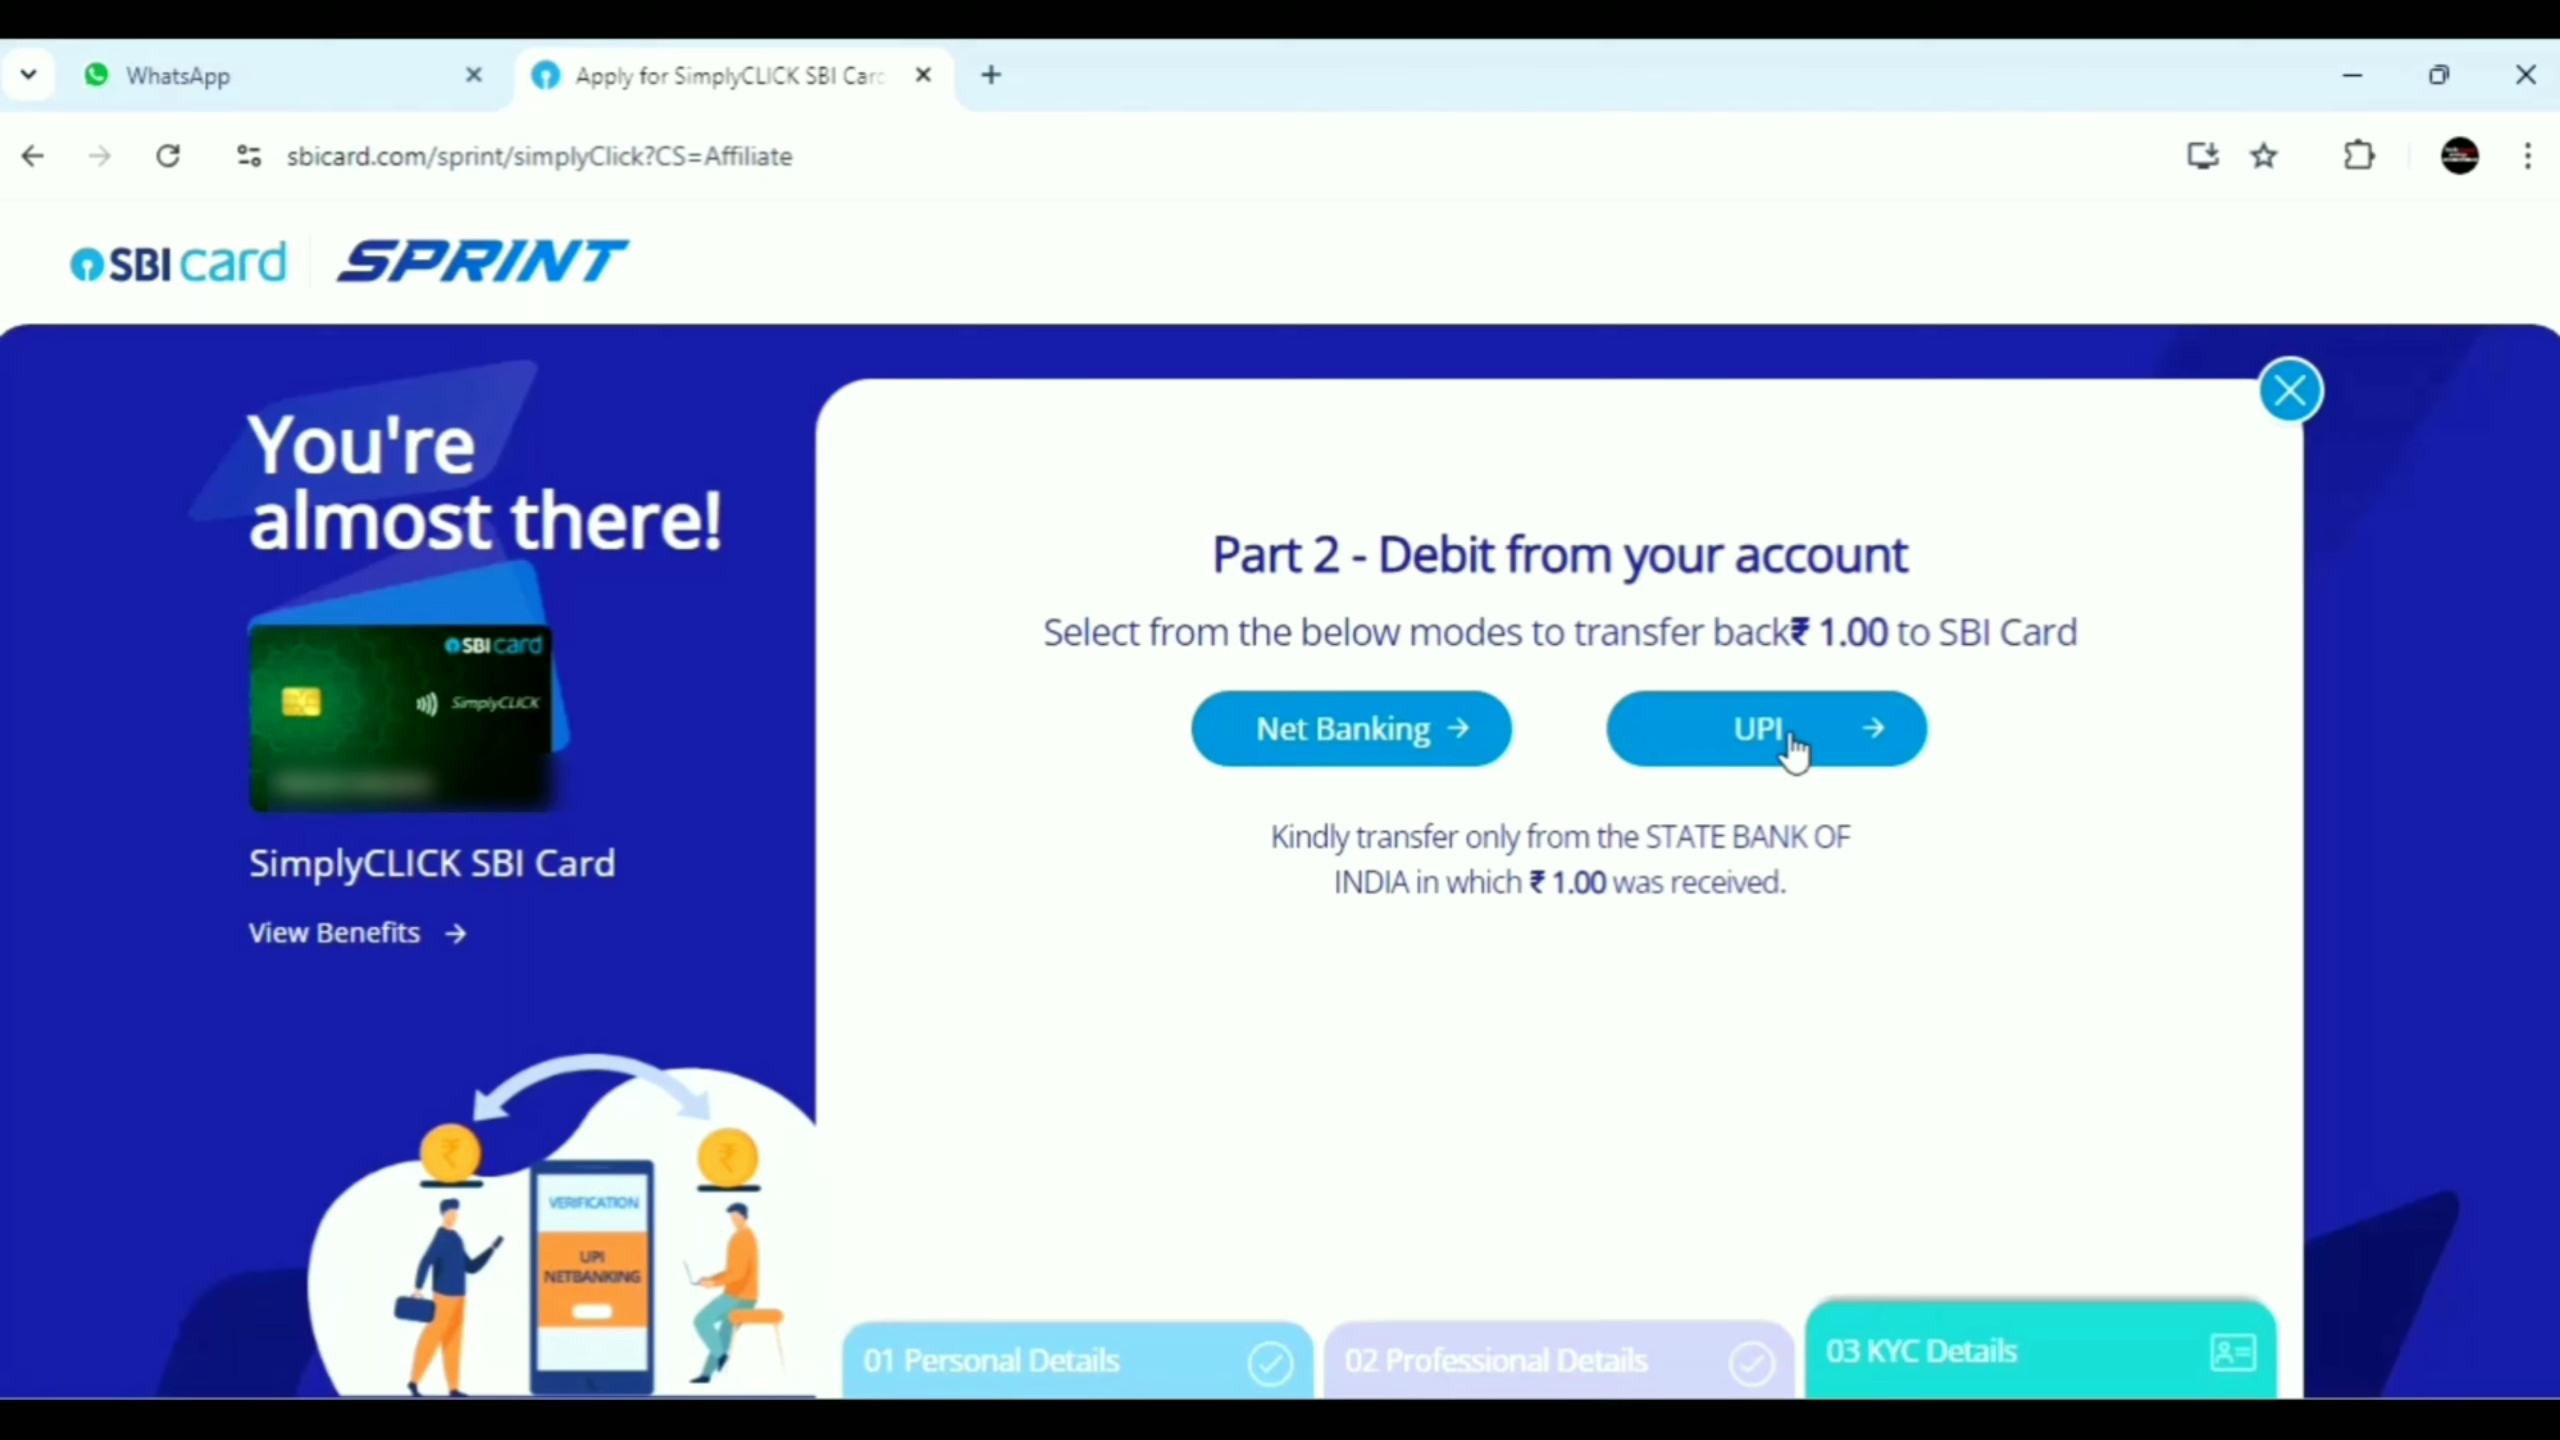 WhatsApp
Apply for SimplyCLICK SBI Car
sbicard.com/sprint/simplyClick?CS=Affiliate
SBI card
SPRINT
You're
almost there!
SBI card
SimplyCLICK
SimplyCLICK SBI Card
View Benefits →
Part 2 - Debit from your account
Select from the below modes to transfer back₹ 1.00 to SBI Card
Net Banking →
UPI →
Kindly transfer only from the STATE BANK OF
INDIA in which ₹ 1.00 was received.
VERIFICATION
UPI
NETBANKING
01 Personal Details
02 Professional Details
03 KYC Details